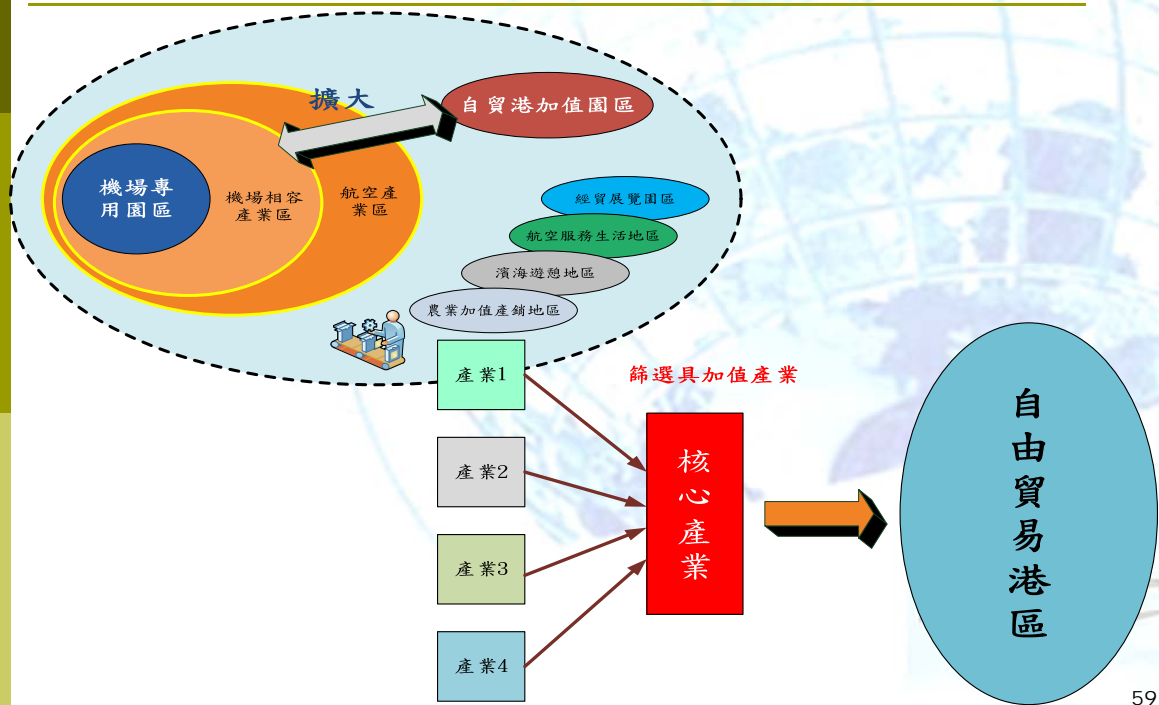 擴大
自貿港加值園區
機場專
用園區
機場相容
產業區
航空產
業區
經貿展覽園區
航空服務生活地區
濱海遊憩地區
農業加值產銷地區
產業1
篩選具加值產業
產業2
產業3
產業4
核心產業
自由貿易港區
59